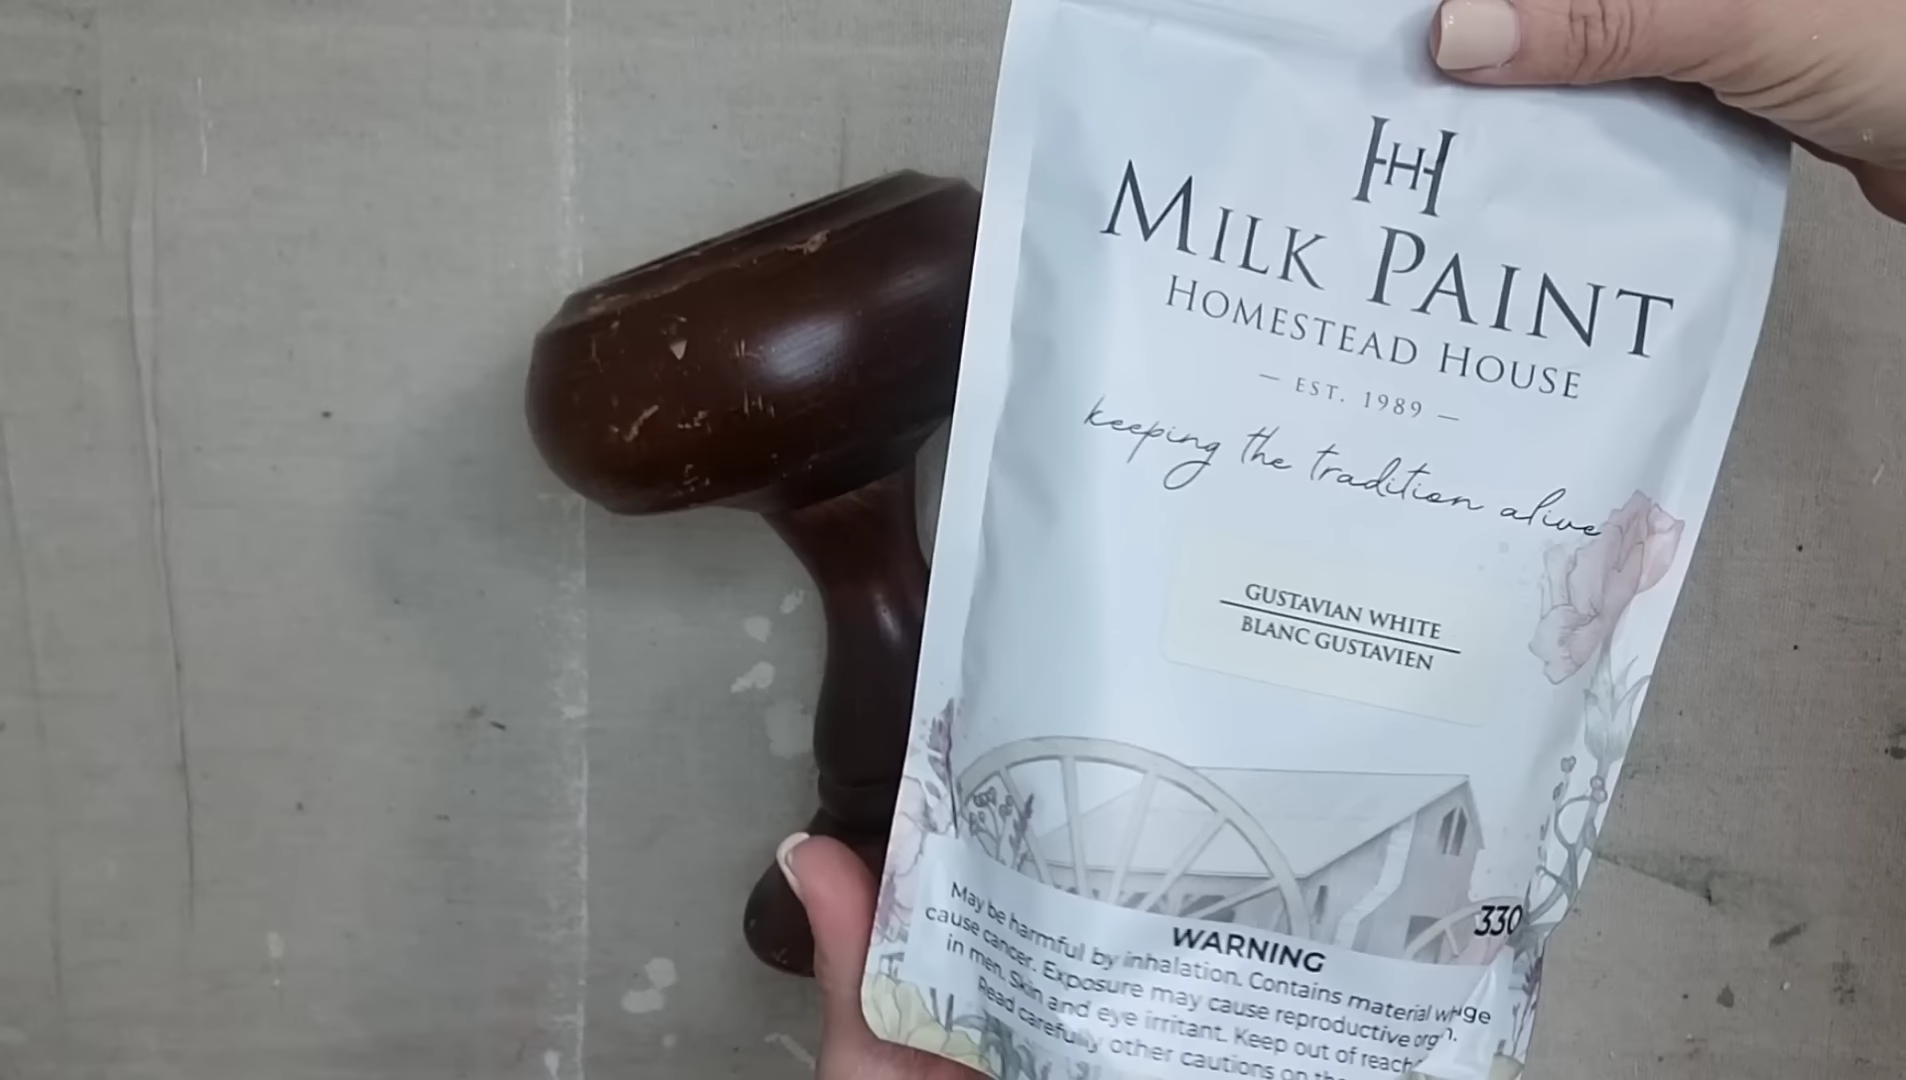 HH
MILK PAINT
HOMESTEAD HOUSE
— EST. 1989 —
keeping the tradition alive
GUSTAVIAN WHITE
BLANC GUSTAVIEN
330
WARNING
May be harmful by inhalation. Contains material
cause cancer. Exposure may cause reproductive
in men. Skin and eye irritant. Keep out of reach
Read carefully other cautions on